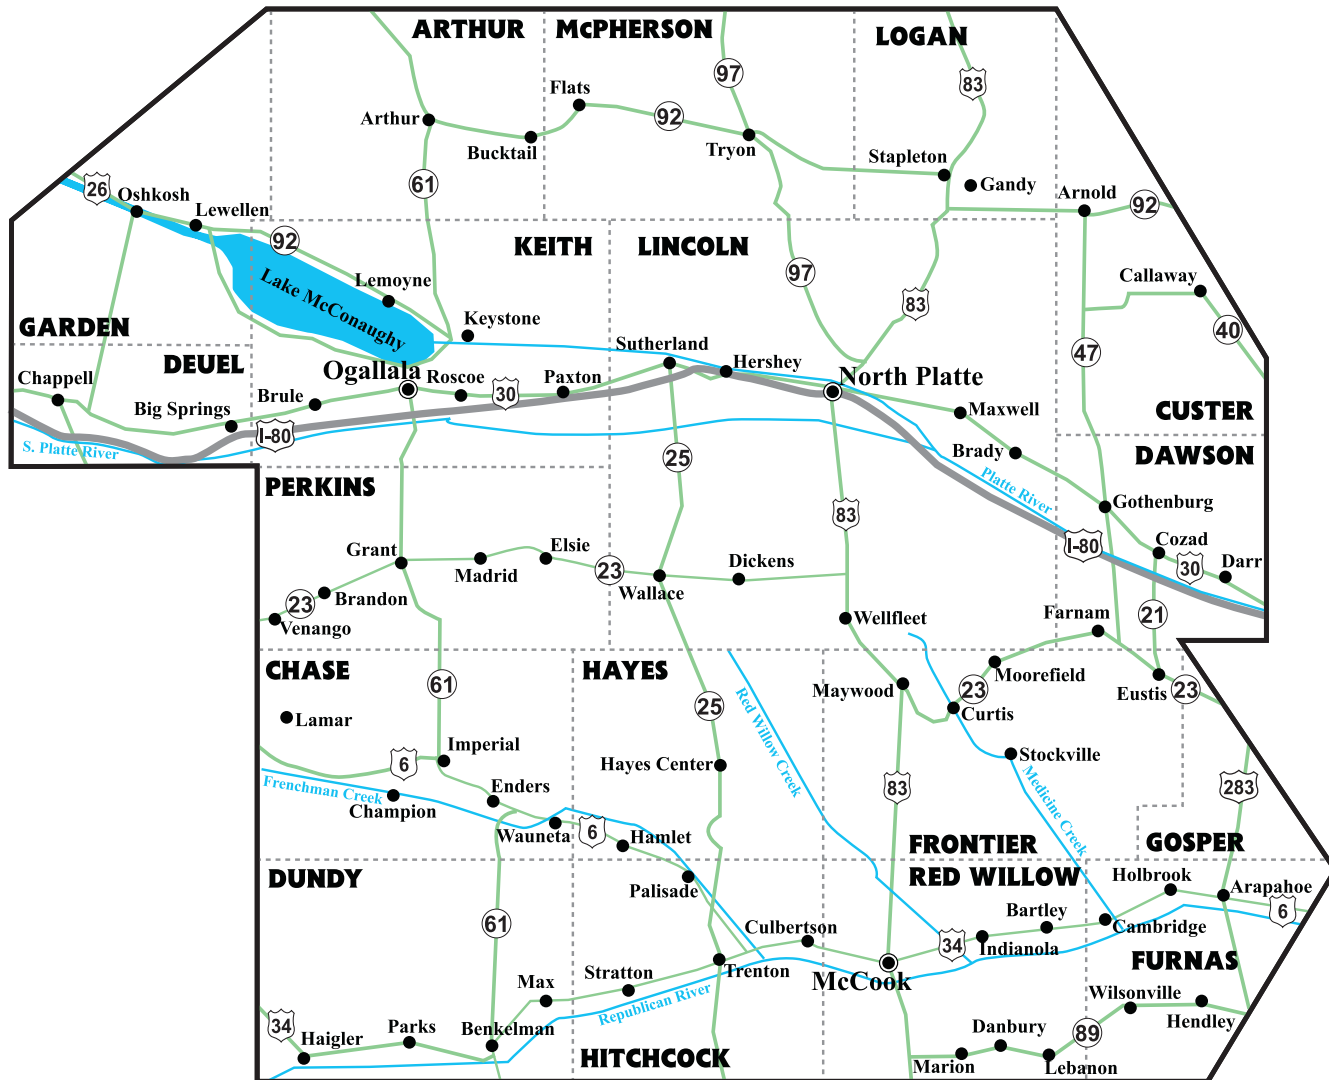 ARTHUR
McPHERSON
LOGAN
97
83
Flats
92
Arthur
Bucktail
Tryon
Stapleton
Gandy
61
26
Oshkosh
Lewellen
Arnold
92
92
KEITH
LINCOLN
97
83
Callaway
Lake McConaughy
Lemoyne
Keystone
GARDEN
40
DEUEL
Sutherland
Hershey
47
Chappell
Ogallala
Roscoe
30
Paxton
North Platte
Brule
Big Springs
Maxwell
CUSTER
I-80
S. Platte River
25
Brady
DAWSON
PERKINS
Platte River
83
Gothenburg
I-80
Cozad
30
Darr
Grant
Madrid
Elsie
23
Wallace
Dickens
23
Brandon
Venango
Wellfleet
Farnam
21
CHASE
HAYES
61
25
Red Willow Creek
Maywood
23
Moorefield
Curtis
Eustis
23
Lamar
Imperial
6
Hayes Center
Stockville
Medicine Creek
Frenchman Creek
Champion
Enders
83
283
Wauneta
6
Hamlet
FRONTIER
GOSPER
DUNDY
Palisade
RED WILLOW
Holbrook
Arapahoe
6
61
Culbertson
Bartley
34
Indianola
Cambridge
Trenton
McCook
FURNAS
Max
Stratton
Republican River
Wilsonville
Hendley
34
Haigler
Parks
Benkelman
Danbury
89
HITCHCOCK
Marion
Lebanon